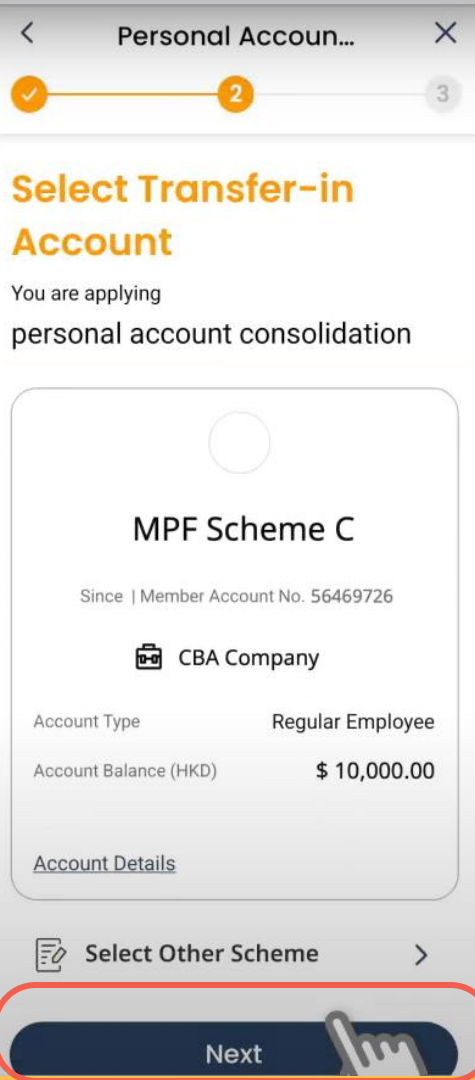 Personal Accoun...
2
3
Select Transfer-in
Account
You are applying
personal account consolidation
MPF Scheme C
Since | Member Account No. 56469726
CBA Company
Account Type Regular Employee
Account Balance (HKD) $ 10,000.00
Account Details
Select Other Scheme
Next